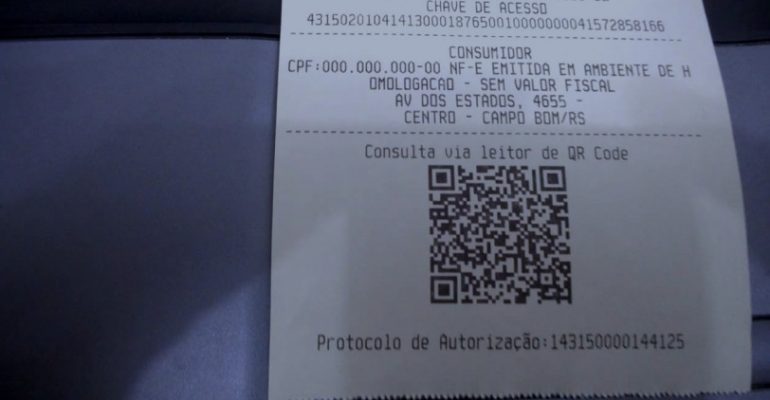 CHAVE DE ACESSO
43150201041413000187650010000000041572858166
CONSUMIDOR
CPF:000.000.000-00 NF-E EMITIDA EM AMBIENTE DE H
OMOLOGACAO - SEM VALOR FISCAL
AV DOS ESTADOS, 4655 -
CENTRO - CAMPO BOM/RS
Consulta via leitor de QR Code
Protocolo de Autorização:143150000144125